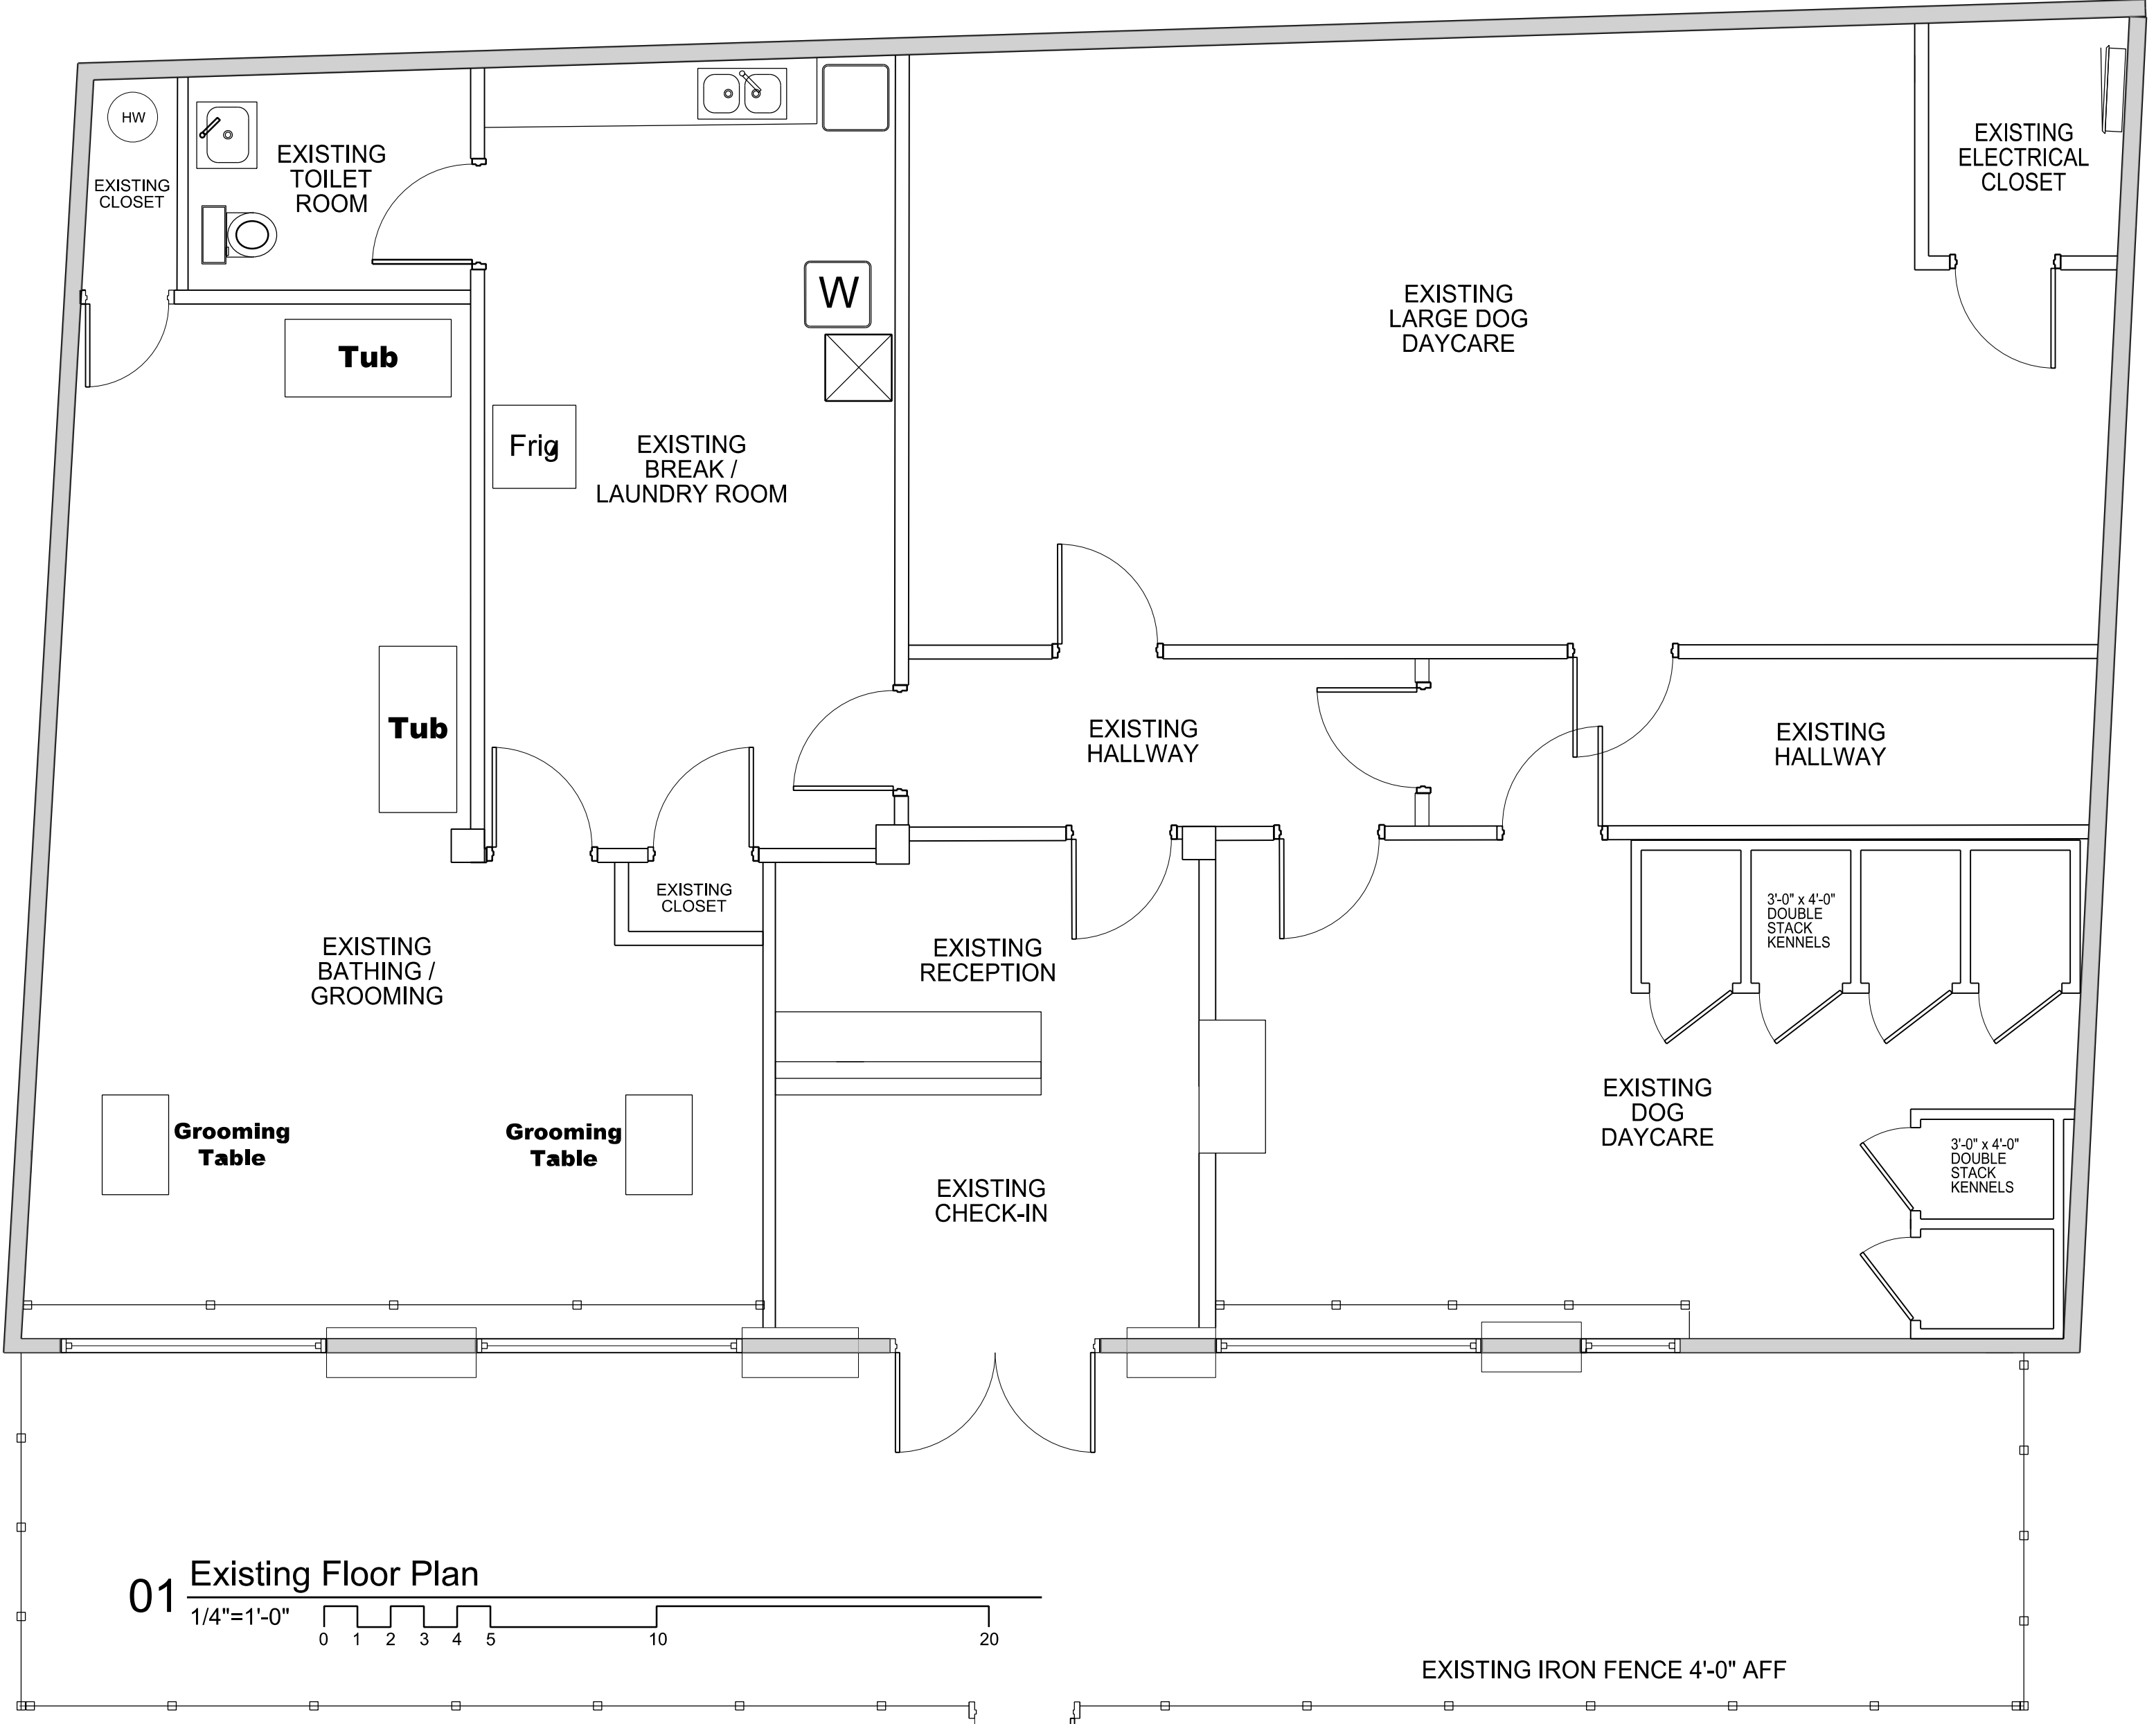 HW
EXISTING
CLOSET
EXISTING
TOILET
ROOM
EXISTING
ELECTRICAL
CLOSET
W
EXISTING
LARGE DOG
DAYCARE
Tub
Frig
EXISTING
BREAK /
LAUNDRY ROOM
Tub
EXISTING
HALLWAY
EXISTING
HALLWAY
EXISTING
CLOSET
EXISTING
BATHING /
GROOMING
EXISTING
RECEPTION
3'-0" x 4'-0"
DOUBLE
STACK
KENNELS
EXISTING
DOG
DAYCARE
Grooming
Table
Grooming
Table
3'-0" x 4'-0"
DOUBLE
STACK
KENNELS
EXISTING
CHECK-IN
01
Existing Floor Plan
1/4"=1'-0"
0 1 2 3 4 5 10 20
EXISTING IRON FENCE 4'-0" AFF